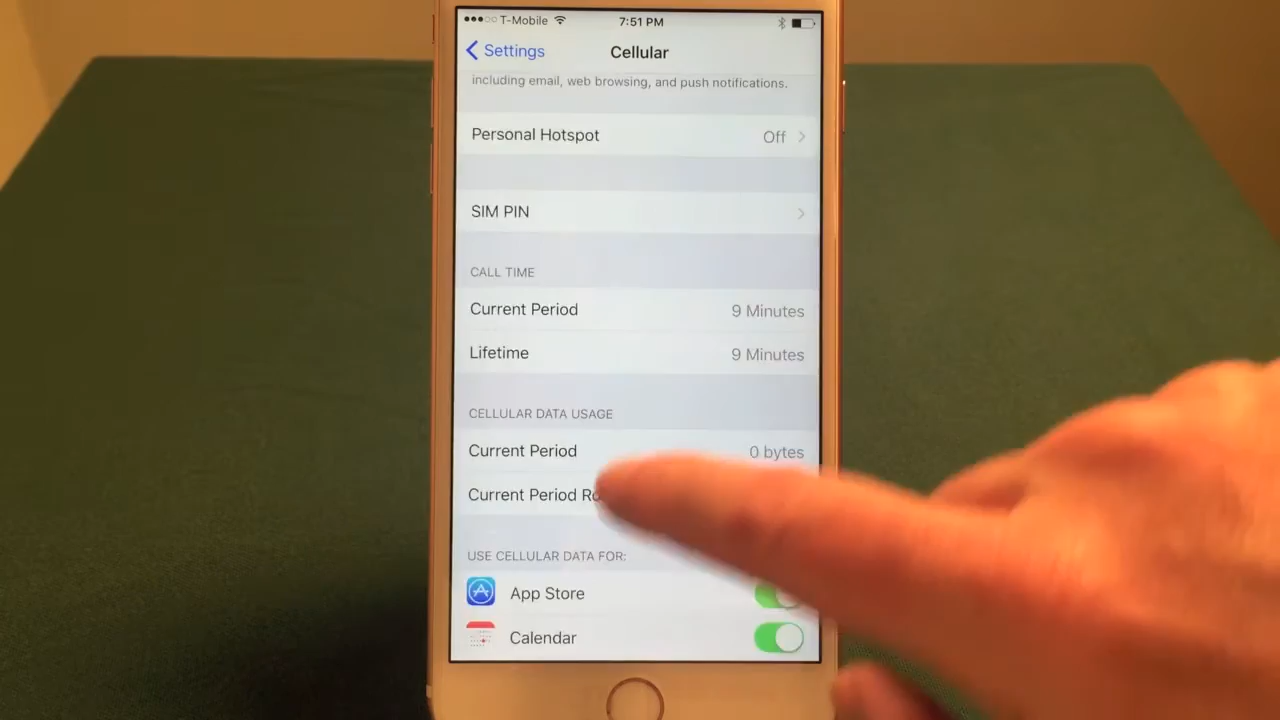 T-Mobile 7:51 PM
Settings Cellular
including email, web browsing, and push notifications.
Personal Hotspot Off
SIM PIN
CALL TIME
Current Period 9 Minutes
Lifetime 9 Minutes
CELLULAR DATA USAGE
Current Period 0 bytes
Current Period
USE CELLULAR DATA FOR:
App Store
Calendar